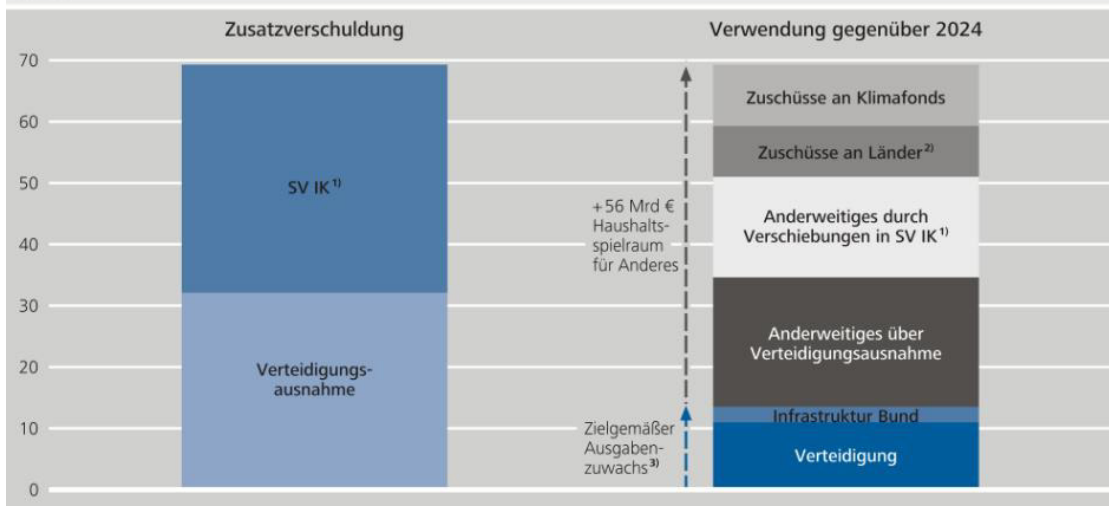 Zusatzverschuldung
Verwendung gegenüber 2024
70
60
50
40
30
20
10
0
SV IK¹⁾
Verteidigungs-
ausnahme
+56 Mrd €
Haushalts-
spielraum
für Anderes
Zielgemäßer
Ausgaben-
zuwachs³⁾
Zuschüsse an Klimafonds
Zuschüsse an Länder²⁾
Anderweitiges durch
Verschiebungen in SV IK¹⁾
Anderweitiges über
Verteidigungsausnahme
Infrastruktur Bund
Verteidigung